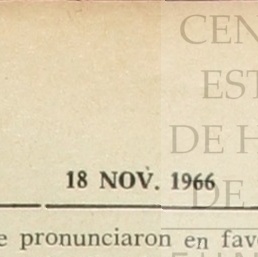 CEN
EST
DE H
18 NOV. 1966
DE
e pronunciaron en fav